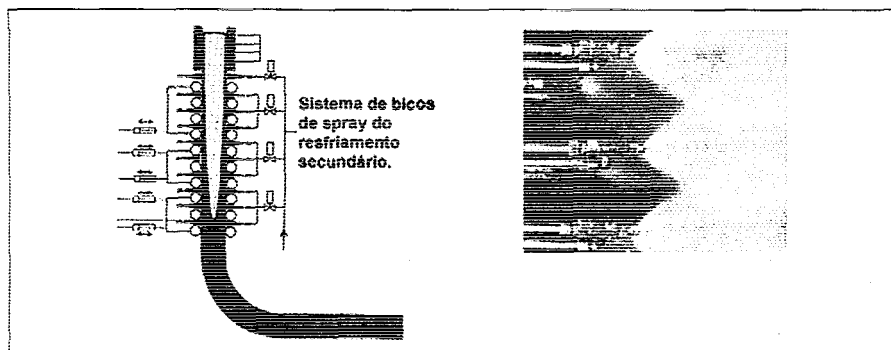 Sistema de bicos
de spray do
resfriamento
secundário.